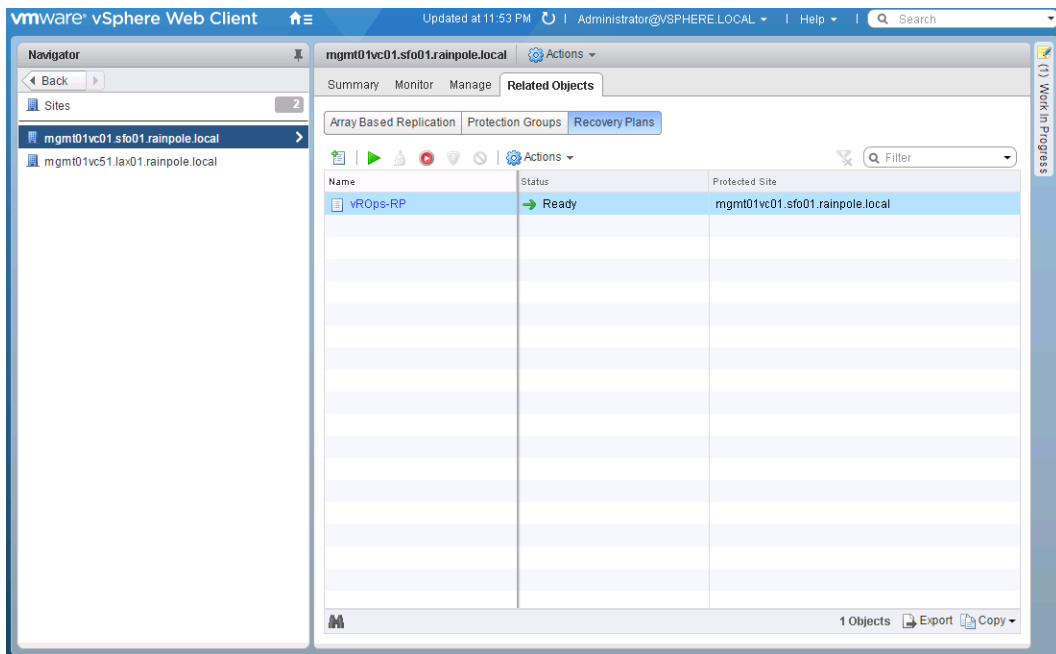 vmware® vSphere Web Client Updated at 11:53 PM | Administrator@VSPHERE.LOCAL | Help | Search
Navigator
Back
Sites 2
mgmt01vc01.sfo01.rainpole.local
mgmt01vc51.lax01.rainpole.local
mgmt01vc01.sfo01.rainpole.local Actions
Summary Monitor Manage Related Objects
Array Based Replication Protection Groups Recovery Plans
Actions Filter
Name Status Protected Site
vROps-RP Ready mgmt01vc01.sfo01.rainpole.local
1 Objects Export Copy
(1) Work In Progress